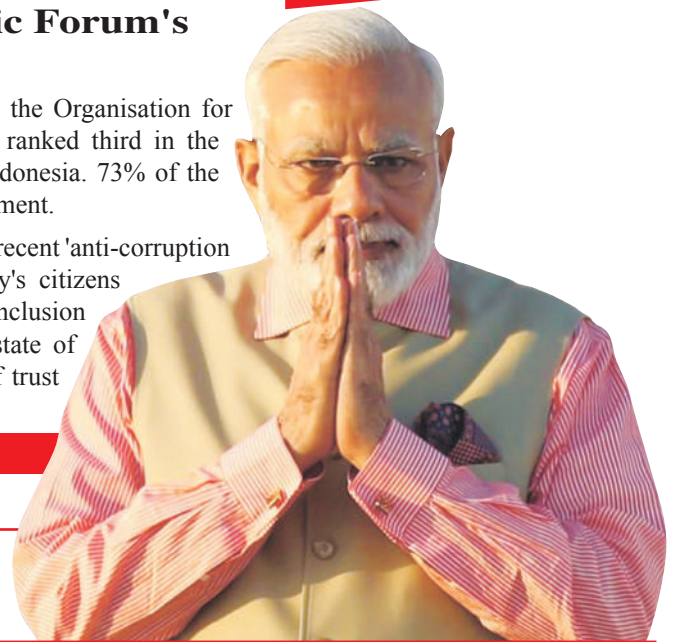 ic Forum's
the Organisation for
ranked third in the
donesia. 73% of the
ment.
recent 'anti-corruption
y's citizens
nclusion
state of
f trust